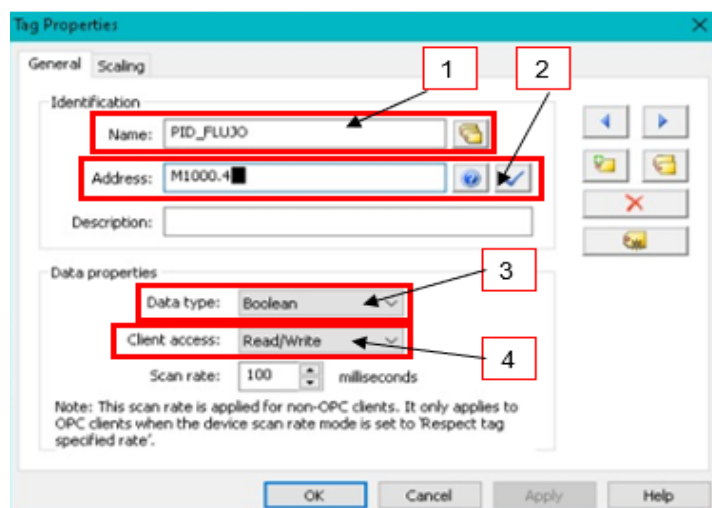 Tag Properties
General Scaling
1 2
Identification
Name: PID_FLUJO
Address: M1000.4
Description:
Data properties
3
Data type: Boolean
Client access: Read/Write
4
Scan rate: 100 milliseconds
Note: This scan rate is applied for non-OPC clients. It only applies to
OPC clients when the device scan rate mode is set to 'Respect tag
specified rate'.
OK Cancel Apply Help